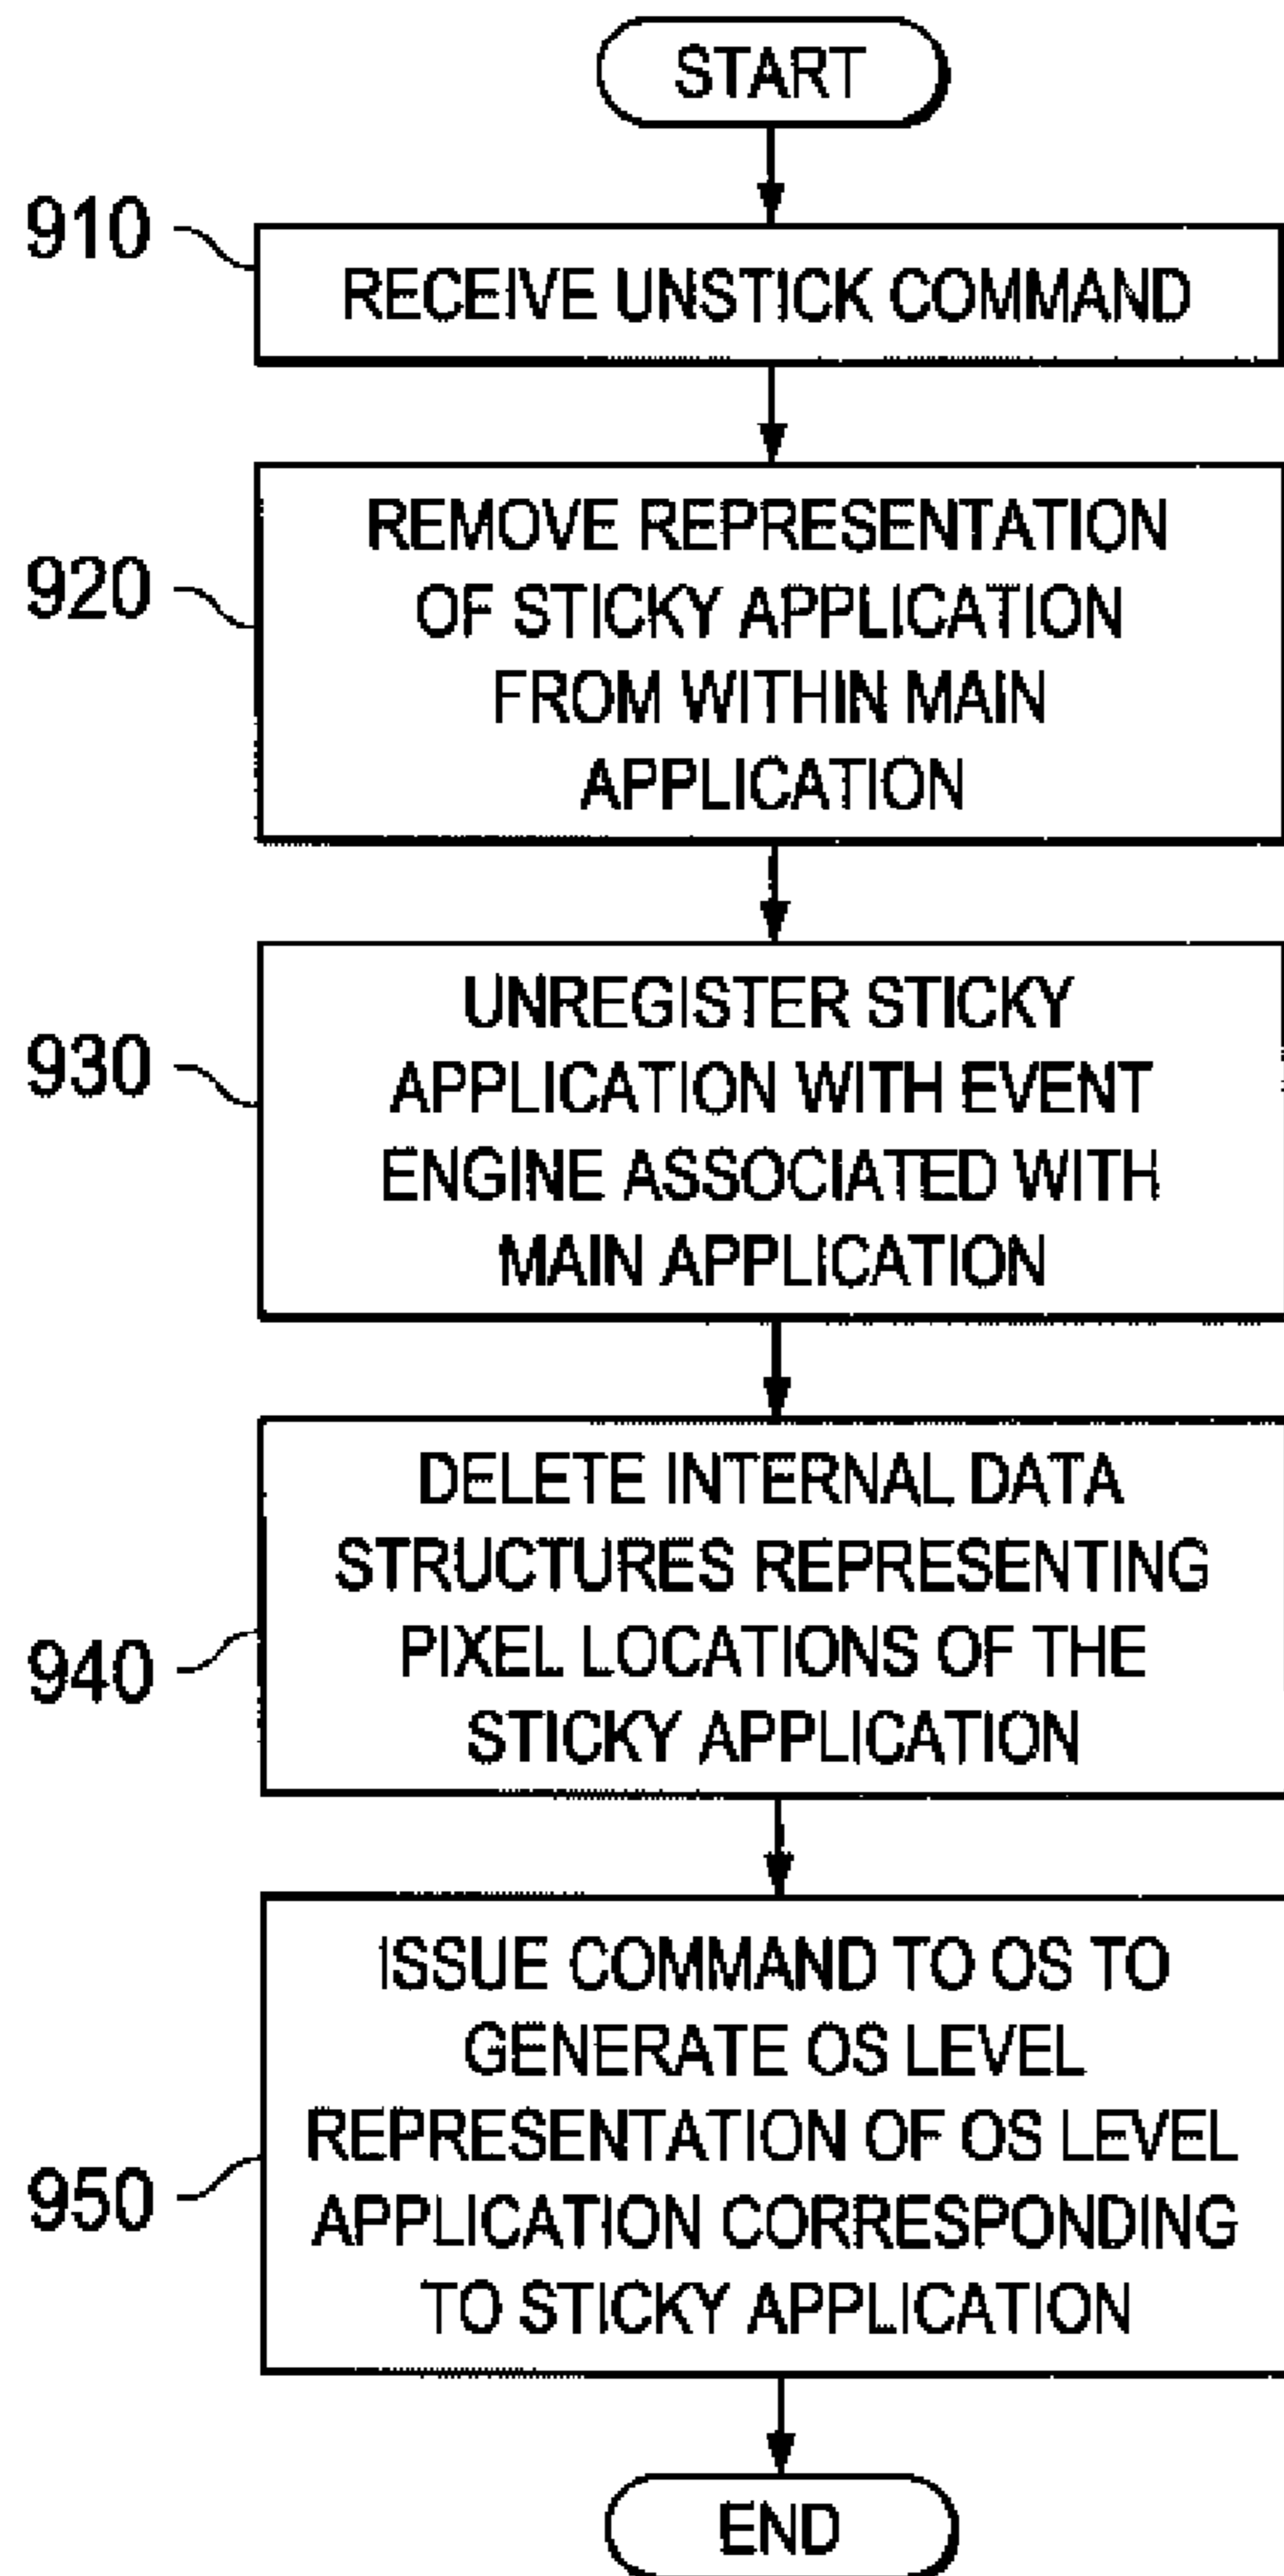 START
910
RECEIVE UNSTICK COMMAND
920
REMOVE REPRESENTATION
OF STICKY APPLICATION
FROM WITHIN MAIN
APPLICATION
930
UNREGISTER STICKY
APPLICATION WITH EVENT
ENGINE ASSOCIATED WITH
MAIN APPLICATION
940
DELETE INTERNAL DATA
STRUCTURES REPRESENTING
PIXEL LOCATIONS OF THE
STICKY APPLICATION
950
ISSUE COMMAND TO OS TO
GENERATE OS LEVEL
REPRESENTATION OF OS LEVEL
APPLICATION CORRESPONDING
TO STICKY APPLICATION
END